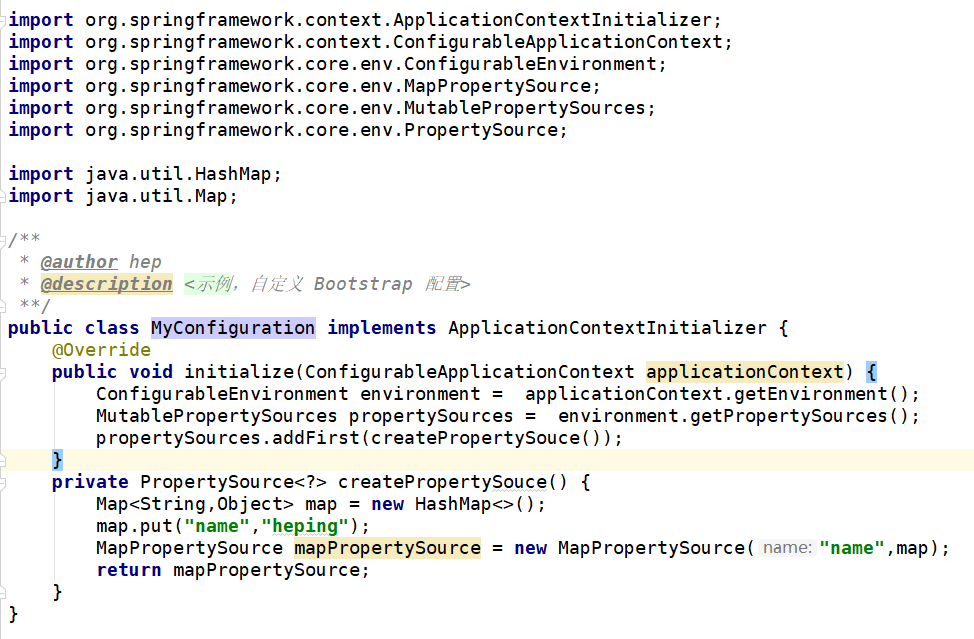 import org.springframework.context.ApplicationContextInitializer;
import org.springframework.context.ConfigurableApplicationContext;
import org.springframework.core.env.ConfigurableEnvironment;
import org.springframework.core.env.MapPropertySource;
import org.springframework.core.env.MutablePropertySources;
import org.springframework.core.env.PropertySource;

import java.util.HashMap;
import java.util.Map;

/**
 * @author hep
 * @description <示例，自定义 Bootstrap 配置>
 **/
public class MyConfiguration implements ApplicationContextInitializer {
    @Override
    public void initialize(ConfigurableApplicationContext applicationContext) {
        ConfigurableEnvironment environment =  applicationContext.getEnvironment();
        MutablePropertySources propertySources =  environment.getPropertySources();
        propertySources.addFirst(createPropertySouce());
    }
    private PropertySource<?> createPropertySouce() {
        Map<String,Object> map = new HashMap<>();
        map.put("name","heping");
        MapPropertySource mapPropertySource = new MapPropertySource( name: "name",map);
        return mapPropertySource;
    }
}